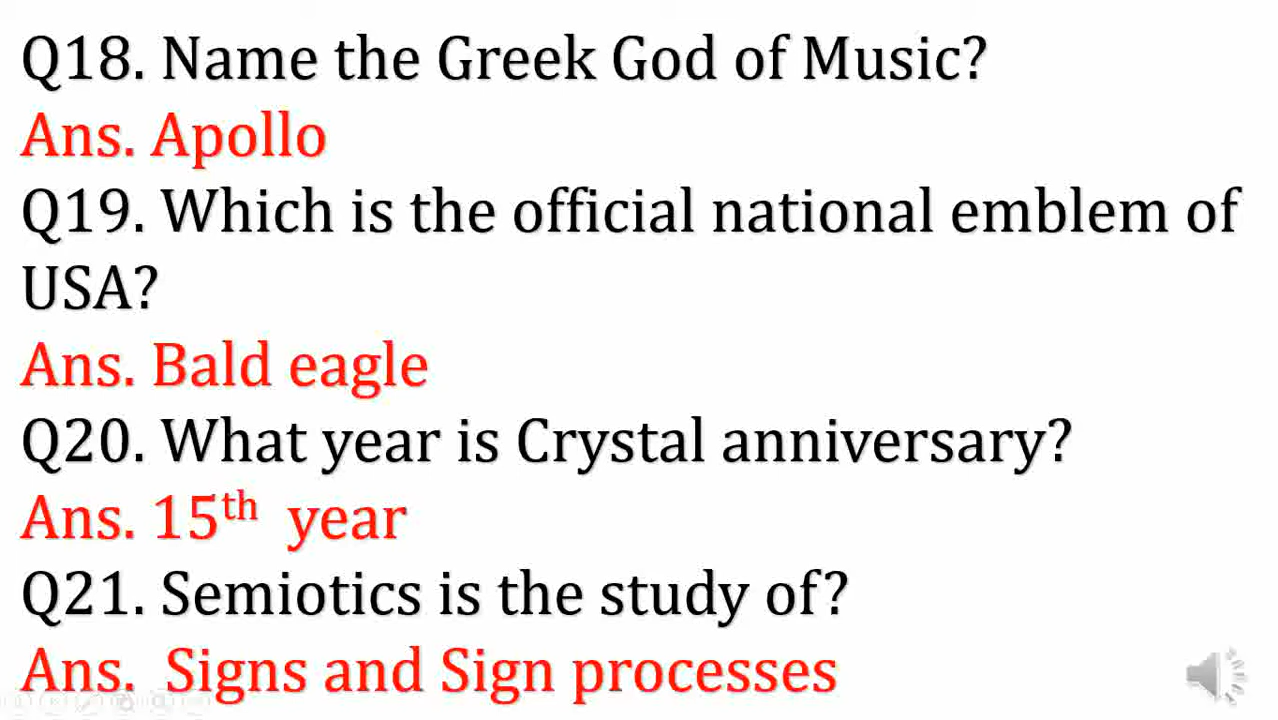 Q18. Name the Greek God of Music?
Ans. Apollo
Q19. Which is the official national emblem of
USA?
Ans. Bald eagle
Q20. What year is Crystal anniversary?
Ans. 15th year
Q21. Semiotics is the study of?
Ans. Signs and Sign processes